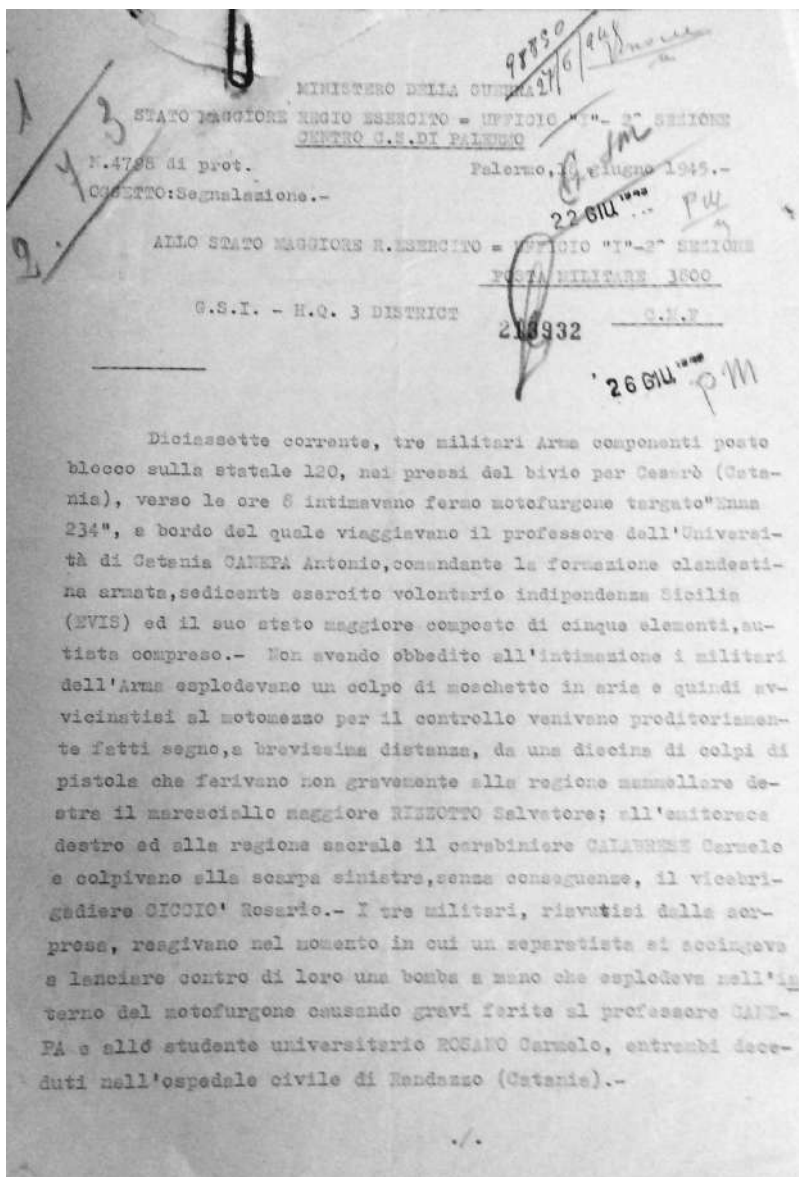 98830
27/6/945
MINISTERO DELLA GUERRA
STATO MAGGIORE REGIO ESERCITO = UFFICIO "I"- 2^ SEZIONE
CENTRO C.S.DI PALERMO
1 3
7
2.
N.4798 di prot. Palermo, giugno 1945.-
OGGETTO:Segnalazione.-
22 GIU
ALLO STATO MAGGIORE R.ESERCITO = UFFICIO "I"-2^ SEZIONE
POSTA MILITARE 3800
G.S.I. - H.Q. 3 DISTRICT C.M.F
932
26 GIU PM
Diciassette corrente, tre militari Arma componenti posto
blocco sulla statale 120, nei pressi del bivio per Cesarò (Cata-
nia), verso le ore 8 intimavano fermo motofurgone targato"Enna
234", a bordo del quale viaggiavano il professore dell'Universi-
tà di Catania CANEPA Antonio,comandante la formazione clandesti-
na armata,sedicente esercito volontario indipendenza Sicilia
(EVIS) ed il suo stato maggiore composto di cinque elementi,au-
tista compreso.- Non avendo obbedito all'intimazione i militari
dell'Arma esplodevano un colpo di moschetto in aria e quindi av-
vicinatisi al motomezzo per il controllo venivano proditoriamen-
te fatti segno,a brevissima distanza, da una diecina di colpi di
pistola che ferivano non gravemente alla regione mammellare de-
stra il maresciallo maggiore RIZZOTTO Salvatore; all'emitorace
destro ed alla regione sacrale il carabiniere CALABRESE Carmelo
e colpivano alla scarpa sinistra,senza conseguenze, il vicebri-
gadiere CICCIO' Rosario.- I tre militari, riavutisi dalla sor-
presa, reagivano nel momento in cui un separatista si accingeva
a lanciare contro di loro una bomba a mano che esplodeva nell'in
terno del motofurgone causando gravi ferite al professore CANE-
PA e allo studente universitario ROSANO Carmelo, entrambi dece-
duti nell'ospedale civile di Randazzo (Catania).-
./.